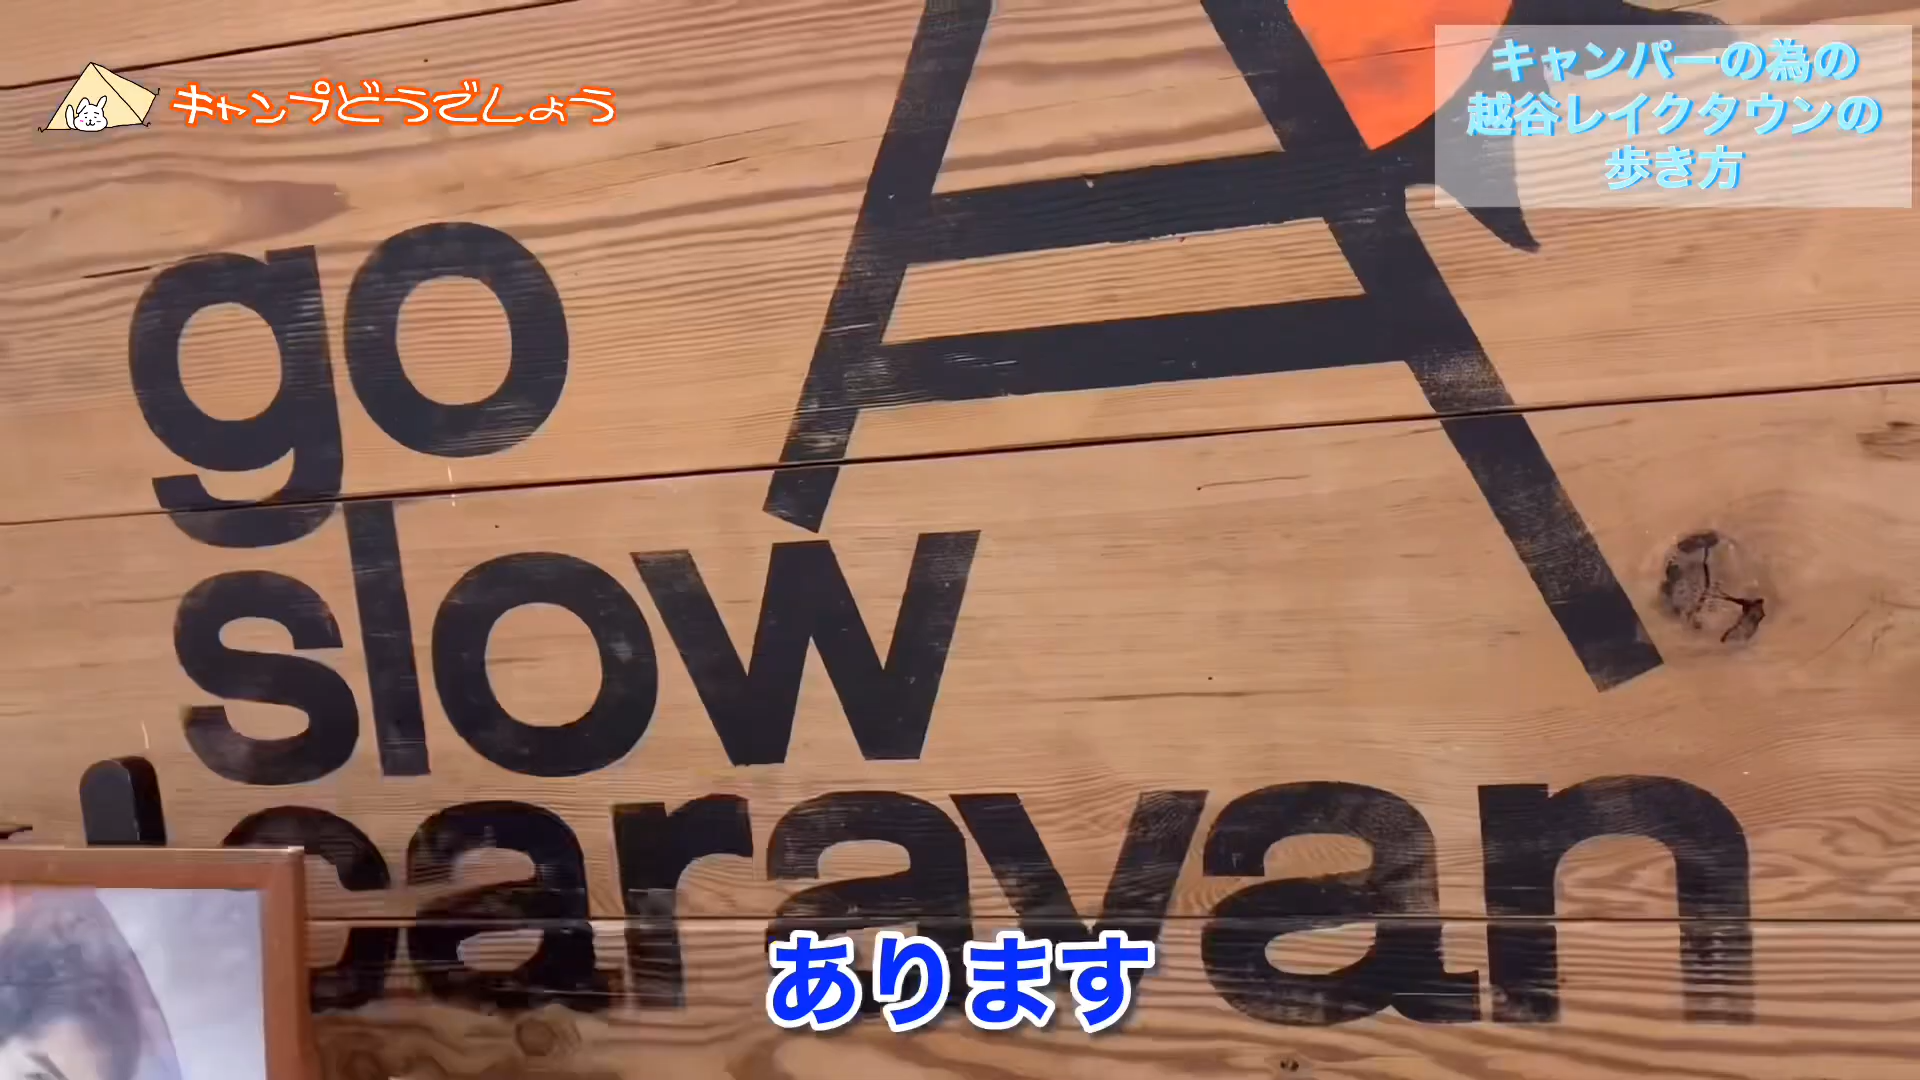 キャンプどうでしょう
キャンパーの為の
越谷レイクタウンの
歩き方
go
slow
caravan
あります